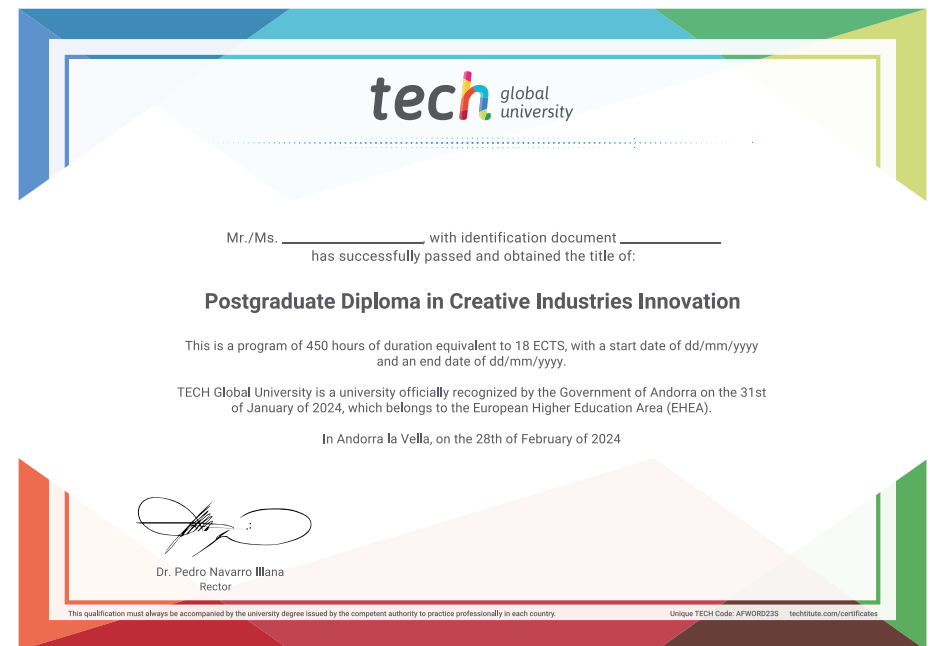 tech global university
Mr./Ms. ____________________, with identification document ______________
has successfully passed and obtained the title of:
Postgraduate Diploma in Creative Industries Innovation
This is a program of 450 hours of duration equivalent to 18 ECTS, with a start date of dd/mm/yyyy
and an end date of dd/mm/yyyy.
TECH Global University is a university officially recognized by the Government of Andorra on the 31st
of January of 2024, which belongs to the European Higher Education Area (EHEA).
In Andorra la Vella, on the 28th of February of 2024
Dr. Pedro Navarro Illana
Rector
This qualification must always be accompanied by the university degree issued by the competent authority to practice professionally in each country.
Unique TECH Code: AFWORD23S techtitute.com/certificates